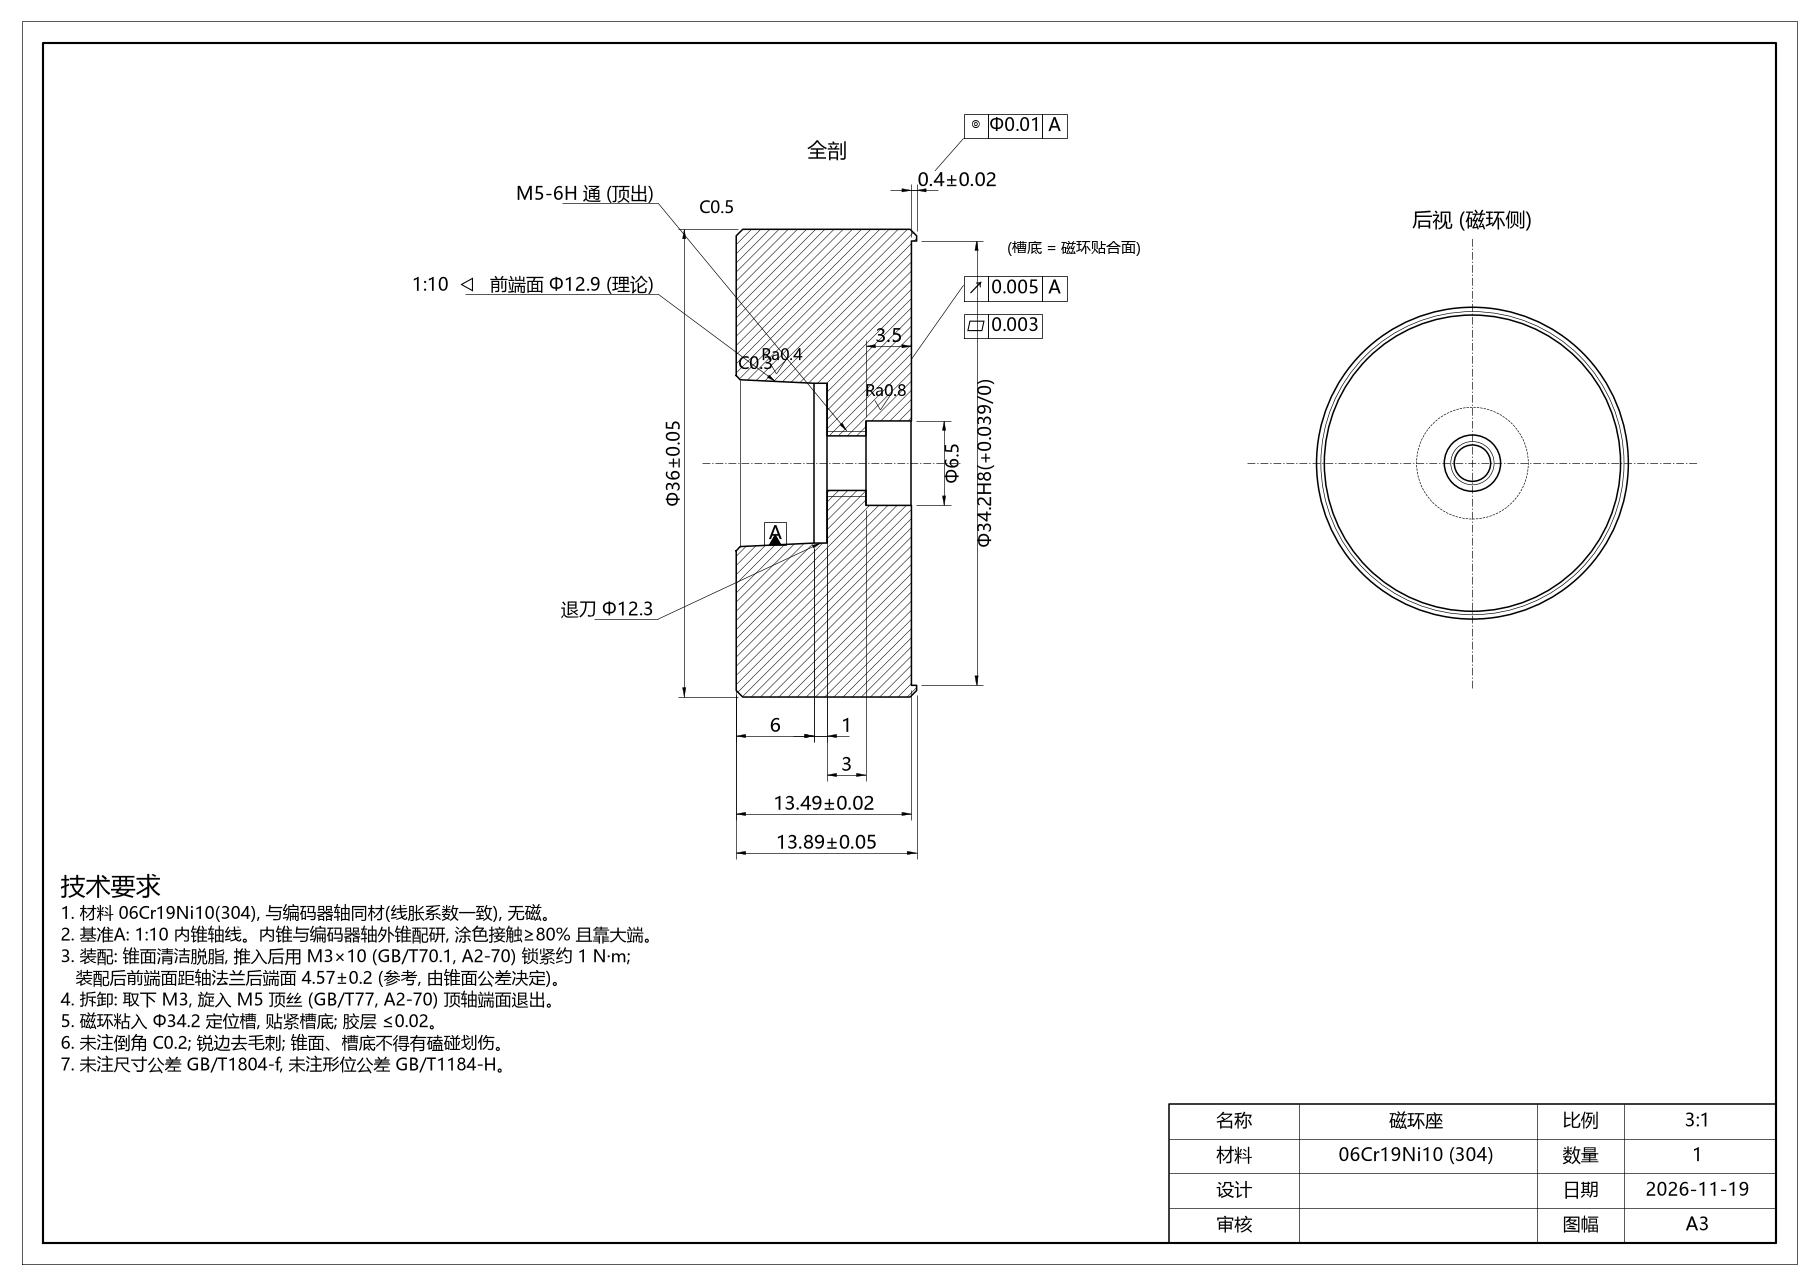 ⌾ Φ0.01 A
全剖
0.4±0.02
M5-6H 通 (顶出)
C0.5
后视 (磁环侧)
(槽底 = 磁环贴合面)
1:10 ◁ 前端面 Φ12.9 (理论)
↗ 0.005 A
▱ 0.003
3.5
Ra0.4
C0.3
Ra0.8
Φ36±0.05
Φ6.5
Φ34.2H8(+0.039/0)
A
退刀 Φ12.3
6
1
3
13.49±0.02
13.89±0.05
技术要求
1. 材料 06Cr19Ni10(304), 与编码器轴同材(线胀系数一致), 无磁。
2. 基准A: 1:10 内锥轴线。内锥与编码器轴外锥配研, 涂色接触≥80% 且靠大端。
3. 装配: 锥面清洁脱脂, 推入后用 M3×10 (GB/T70.1, A2-70) 锁紧约 1 N·m;
装配后前端面距轴法兰后端面 4.57±0.2 (参考, 由锥面公差决定)。
4. 拆卸: 取下 M3, 旋入 M5 顶丝 (GB/T77, A2-70) 顶轴端面退出。
5. 磁环粘入 Φ34.2 定位槽, 贴紧槽底; 胶层 ≤0.02。
6. 未注倒角 C0.2; 锐边去毛刺; 锥面、槽底不得有磕碰划伤。
7. 未注尺寸公差 GB/T1804-f, 未注形位公差 GB/T1184-H。
名称 磁环座 比例 3:1
材料 06Cr19Ni10 (304) 数量 1
设计 日期 2026-11-19
审核 图幅 A3